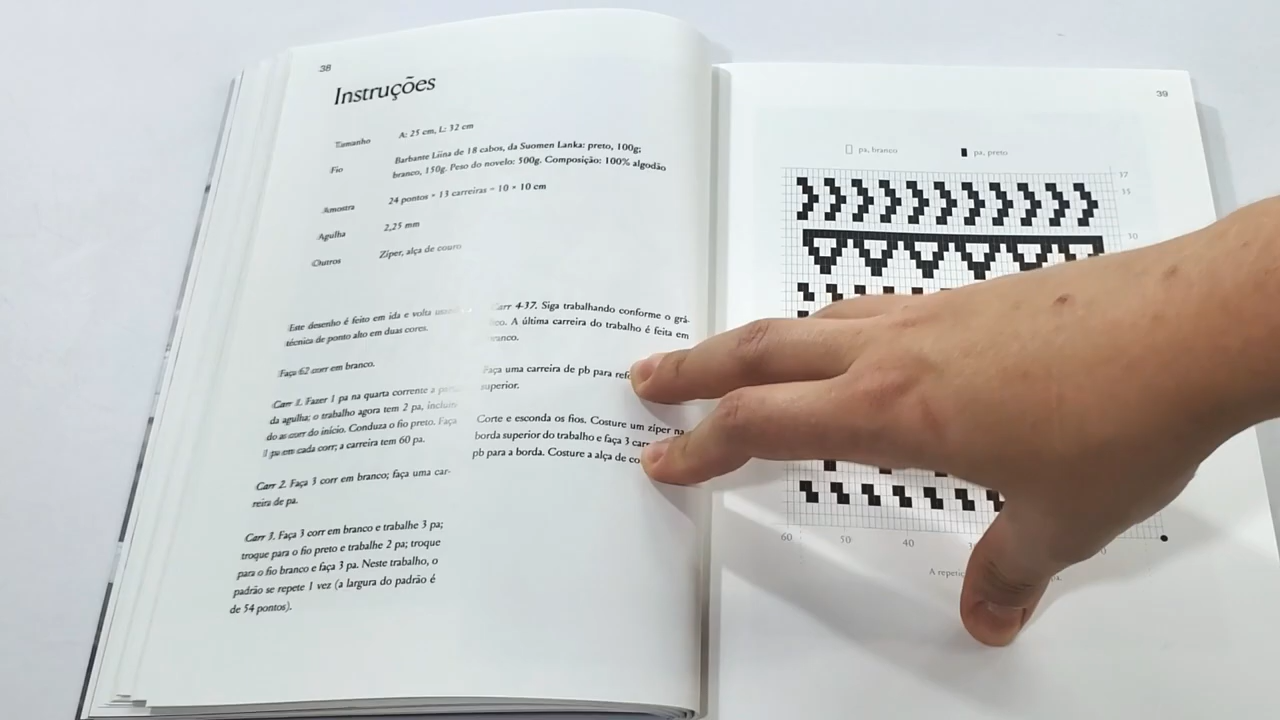 38
Instruções
Tamanho A: 25 cm, L: 32 cm
Fio Barbante Liina de 18 cabos, da Suomen Lanka: preto, 100g;
branco, 150g. Peso do novelo: 500g. Composição: 100% algodão
Amostra 24 pontos * 13 carreiras = 10 × 10 cm
Agulha 2,25 mm
Outros Zíper, alça de couro
Este desenho é feito em ida e volta
técnica de ponto alto em duas cores.
Faça 62 corr em branco.
Carr 1. Fazer 1 pa na quarta corrente a
da agulha; o trabalho agora tem 2 pa,
do as corr do início. Conduza o fio preto. Faça
1 pa em cada corr; a carreira tem 60 pa.
Carr 2. Faça 3 corr em branco; faça uma car-
reira de pa.
Carr 3. Faça 3 corr em branco e trabalhe 3 pa;
troque para o fio preto e trabalhe 2 pa; troque
para o fio branco e faça 3 pa. Neste trabalho, o
padrão se repete 1 vez (a largura do padrão é
de 54 pontos).
Carr 4-37. Siga trabalhando conforme o grá-
A última carreira do trabalho é feita em
Faça uma carreira de pb para
superior.
Corte e esconda os fios. Costure um zíper na
borda superior do trabalho e faça 3
pb para a borda. Costure a alça de
39
pa, branco pa, preto
37
35
30
60 50 40
A